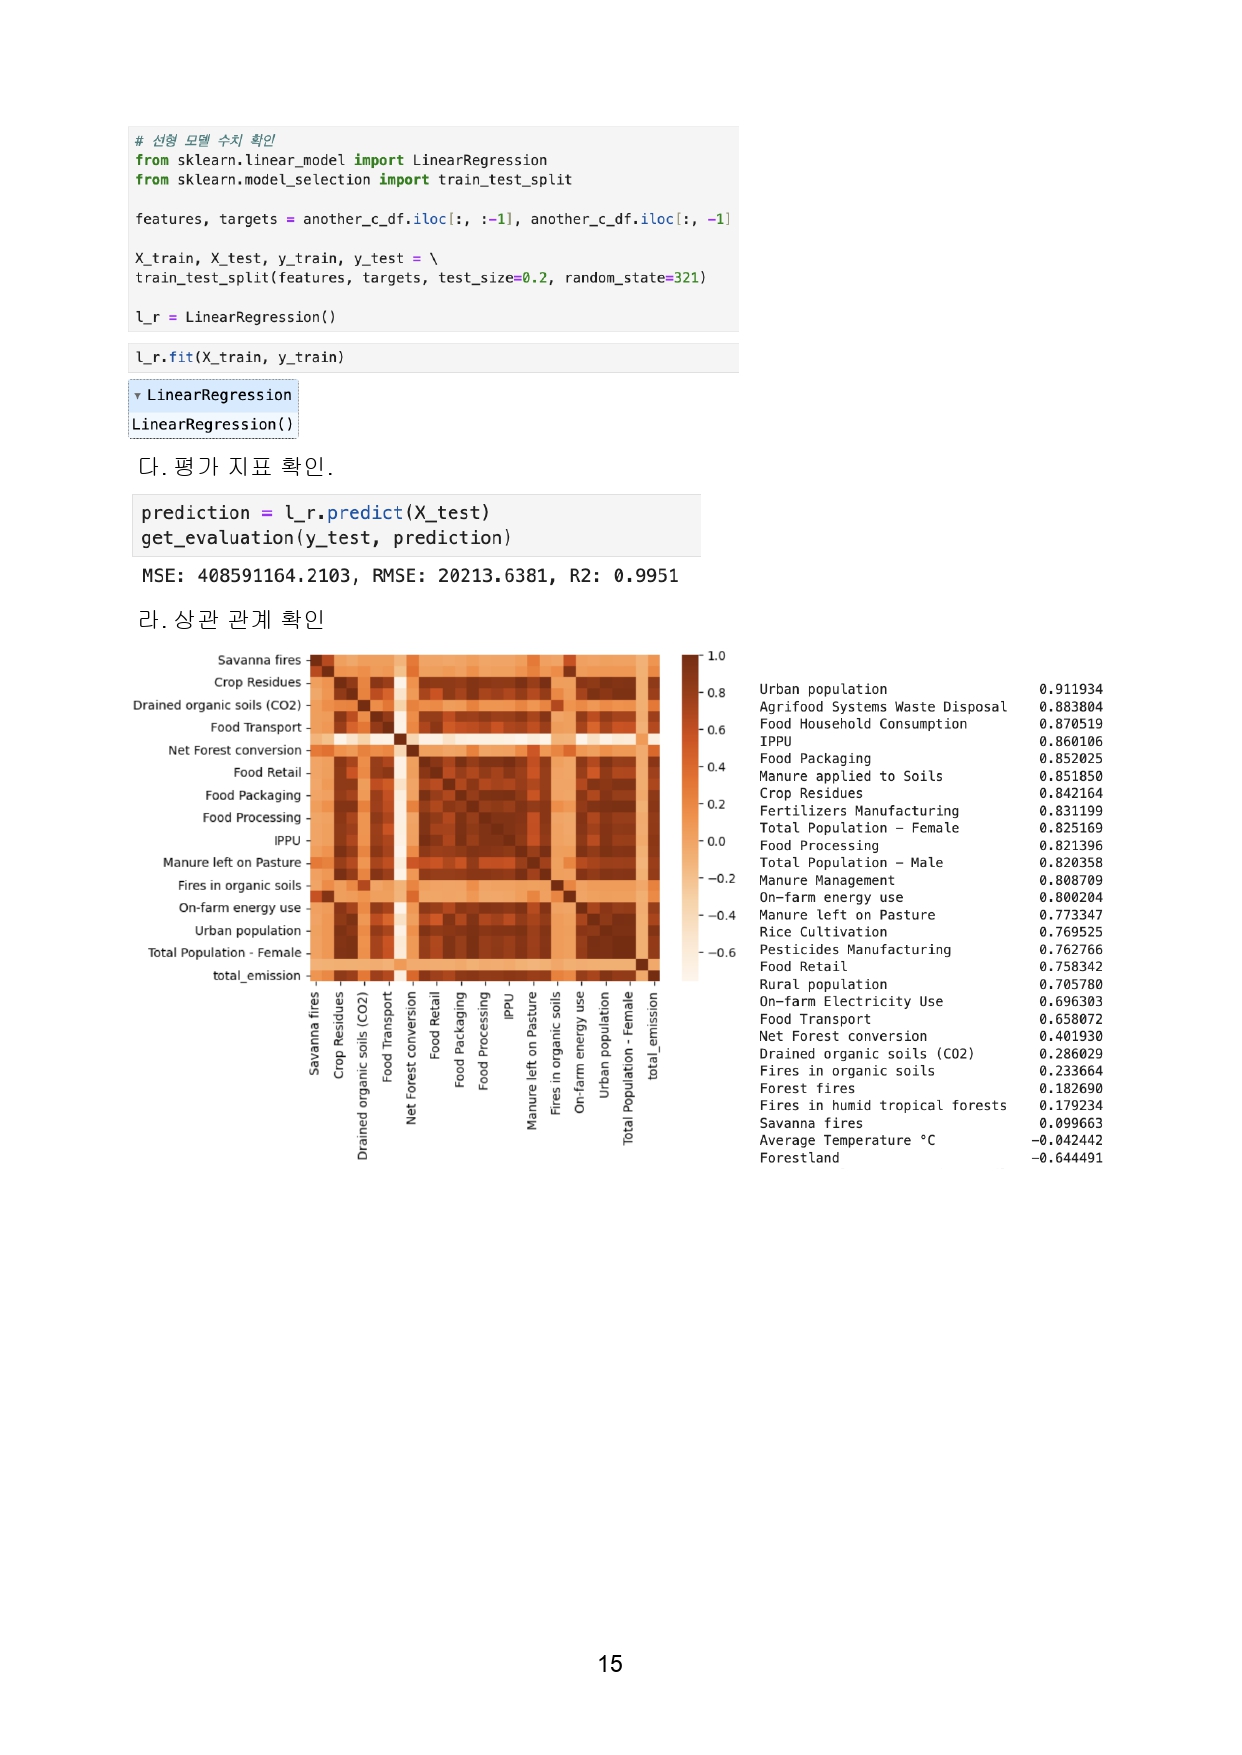 # 선형 모델 수치 확인
from sklearn.linear_model import LinearRegression
from sklearn.model_selection import train_test_split
features, targets = another_c_df.iloc[:, :-1], another_c_df.iloc[:, -1]
X_train, X_test, y_train, y_test = \
train_test_split(features, targets, test_size=0.2, random_state=321)
l_r = LinearRegression()
l_r.fit(X_train, y_train)
▾ LinearRegression
LinearRegression()
다. 평가 지표 확인.
prediction = l_r.predict(X_test)
get_evaluation(y_test, prediction)
MSE: 408591164.2103, RMSE: 20213.6381, R2: 0.9951
라. 상관 관계 확인
Savanna fires
Crop Residues
Drained organic soils (CO2)
Food Transport
Net Forest conversion
Food Retail
Food Packaging
Food Processing
IPPU
Manure left on Pasture
Fires in organic soils
On-farm energy use
Urban population
Total Population - Female
total_emission
Savanna fires
Crop Residues
Drained organic soils (CO2)
Food Transport
Net Forest conversion
Food Retail
Food Packaging
Food Processing
IPPU
Manure left on Pasture
Fires in organic soils
On-farm energy use
Urban population
Total Population - Female
total_emission
1.0
0.8
0.6
0.4
0.2
0.0
−0.2
−0.4
−0.6
Urban population 0.911934
Agrifood Systems Waste Disposal 0.883804
Food Household Consumption 0.870519
IPPU 0.860106
Food Packaging 0.852025
Manure applied to Soils 0.851850
Crop Residues 0.842164
Fertilizers Manufacturing 0.831199
Total Population - Female 0.825169
Food Processing 0.821396
Total Population - Male 0.820358
Manure Management 0.808709
On-farm energy use 0.800204
Manure left on Pasture 0.773347
Rice Cultivation 0.769525
Pesticides Manufacturing 0.762766
Food Retail 0.758342
Rural population 0.705780
On-farm Electricity Use 0.696303
Food Transport 0.658072
Net Forest conversion 0.401930
Drained organic soils (CO2) 0.286029
Fires in organic soils 0.233664
Forest fires 0.182690
Fires in humid tropical forests 0.179234
Savanna fires 0.099663
Average Temperature °C -0.042442
Forestland -0.644491
15